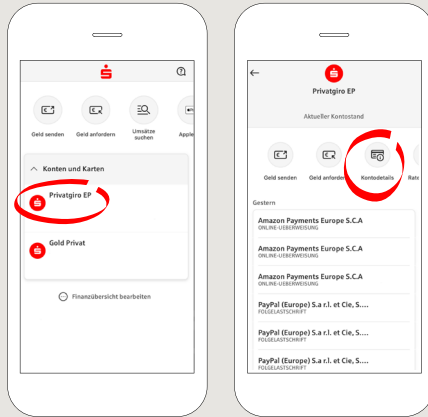 Geld senden
Geld anfordern
Umsätze
suchen
Apple
Konten und Karten
Privatgiro EP
Gold Privat
Finanzübersicht bearbeiten
Privatgiro EP
Aktueller Kontostand
Geld senden
Geld anforder
Kontodetails
Rate
Gestern
Amazon Payments Europe S.C.A
ONLINE-UEBERWEISUNG
Amazon Payments Europe S.C.A
ONLINE-UEBERWEISUNG
Amazon Payments Europe S.C.A
ONLINE-UEBERWEISUNG
PayPal (Europe) S.a r.l. et Cie, S....
FOLGELASTSCHRIFT
PayPal (Europe) S.a r.l. et Cie, S....
FOLGELASTSCHRIFT
PayPal (Europe) S.a r.l. et Cie, S....
FOLGELASTSCHRIFT